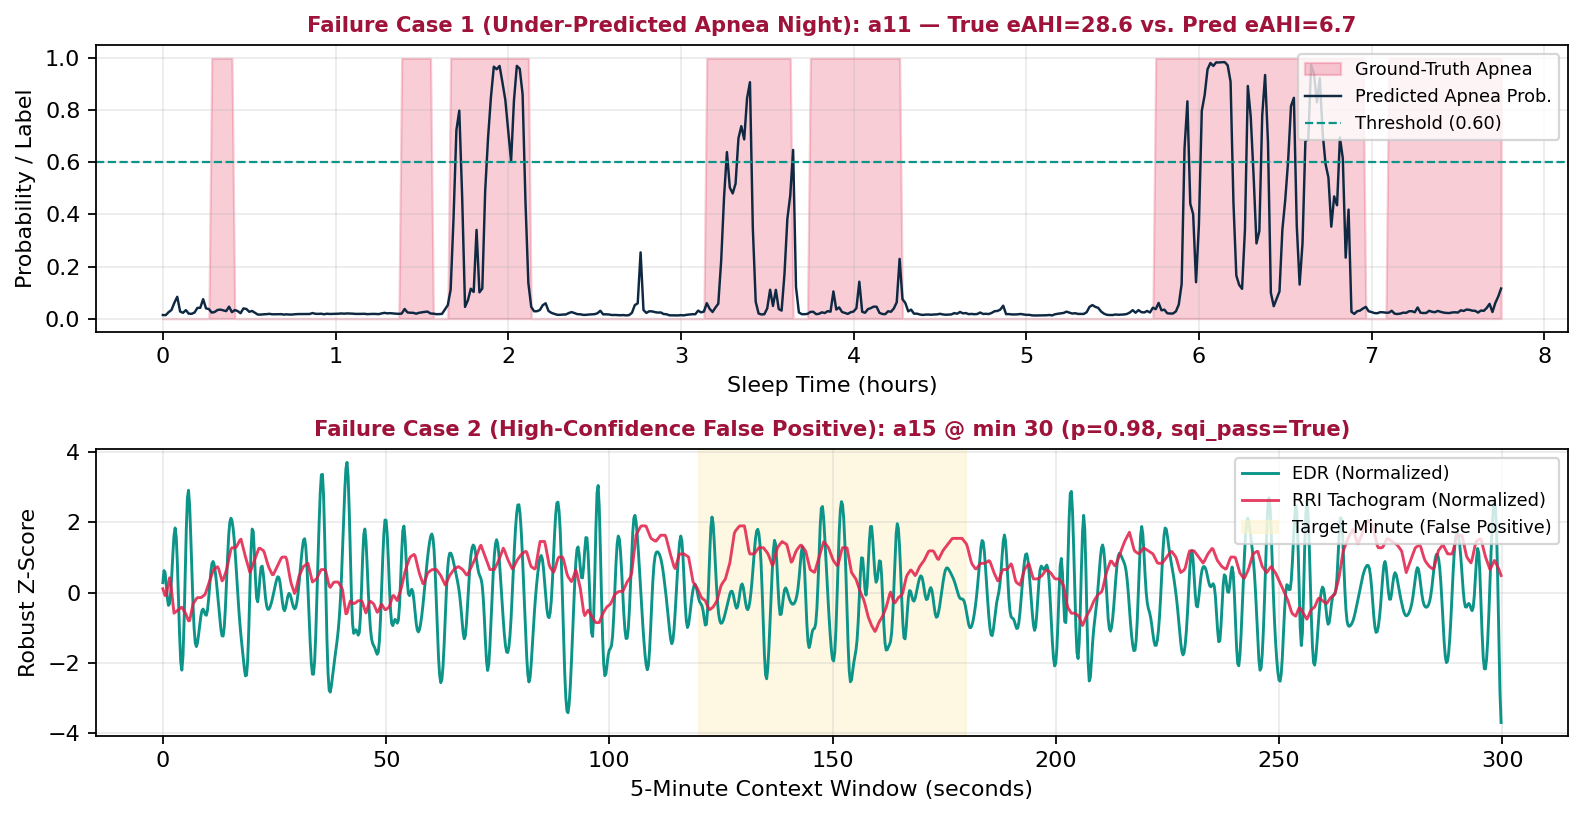 Failure Case 1 (Under-Predicted Apnea Night): a11 — True eAHI=28.6 vs. Pred eAHI=6.7
1.0
0.8
0.6
0.4
0.2
0.0
Probability / Label
Ground-Truth Apnea
Predicted Apnea Prob.
Threshold (0.60)
0 1 2 3 4 5 6 7 8
Sleep Time (hours)
Failure Case 2 (High-Confidence False Positive): a15 @ min 30 (p=0.98, sqi_pass=True)
4
2
0
−2
−4
Robust Z-Score
EDR (Normalized)
RRI Tachogram (Normalized)
Target Minute (False Positive)
0 50 100 150 200 250 300
5-Minute Context Window (seconds)